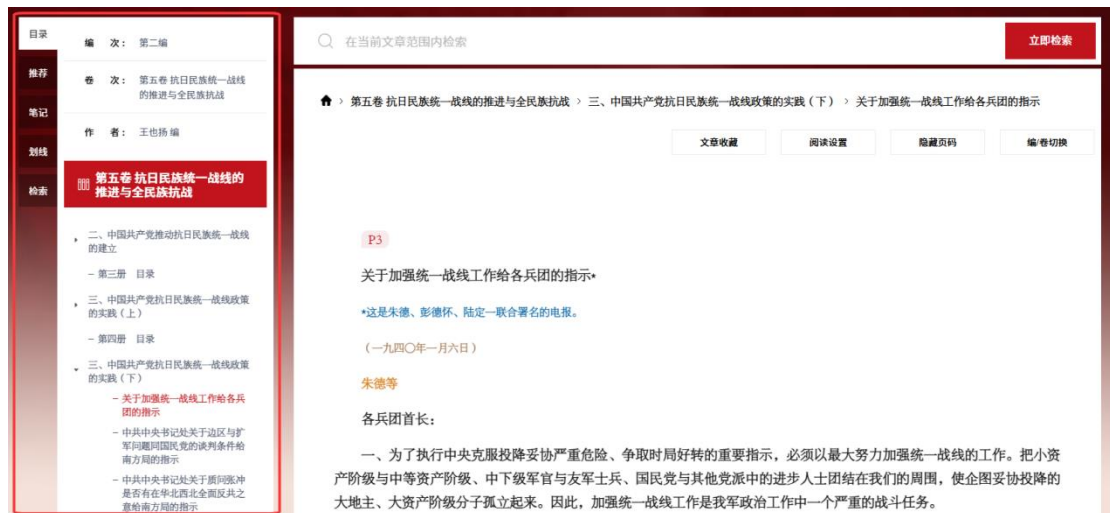 目录
推荐
笔记
划线
检索
编 次： 第二编
卷 次： 第五卷 抗日民族统一战线
的推进与全民族抗战
作 者： 王也扬 编
第五卷 抗日民族统一战线的
推进与全民族抗战
二、中国共产党推动抗日民族统一战线
的建立
– 第三册 目录
三、中国共产党抗日民族统一战线政策
的实践（上）
– 第四册 目录
三、中国共产党抗日民族统一战线政策
的实践（下）
– 关于加强统一战线工作给各兵
团的指示
– 中共中央书记处关于边区与扩
军问题同国民党的谈判条件给
南方局的指示
– 中共中央书记处关于质问张冲
是否有在华北西北全面反共之
意给南方局的指示
在当前文章范围内检索
立即检索
› 第五卷 抗日民族统一战线的推进与全民族抗战 › 三、中国共产党抗日民族统一战线政策的实践（下） › 关于加强统一战线工作给各兵团的指示
文章收藏 阅读设置 隐藏页码 编/卷切换
P3
关于加强统一战线工作给各兵团的指示*
*这是朱德、彭德怀、陆定一联合署名的电报。
（一九四〇年一月六日）
朱德等
各兵团首长：
一、为了执行中央克服投降妥协严重危险、争取时局好转的重要指示，必须以最大努力加强统一战线的工作。把小资
产阶级与中等资产阶级、中下级军官与友军士兵、国民党与其他党派中的进步人士团结在我们的周围，使企图妥协投降的
大地主、大资产阶级分子孤立起来。因此，加强统一战线工作是我军政治工作中一个严重的战斗任务。